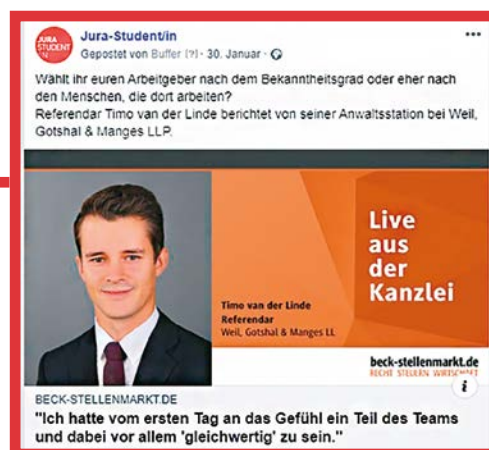 JURA
STUDENT
Jura-Student/in
Gepostet von Buffer [?] · 30. Januar ·
Wählt ihr euren Arbeitgeber nach dem Bekanntheitsgrad oder eher nach
den Menschen, die dort arbeiten?
Referendar Timo van der Linde berichtet von seiner Anwaltsstation bei Weil,
Gotshal & Manges LLP.
Live
aus
der
Kanzlei
Timo van der Linde
Referendar
Weil, Gotshal & Manges LL
beck-stellenmarkt.de
RECHT STEUERN WIRTSCHAFT
BECK-STELLENMARKT.DE
"Ich hatte vom ersten Tag an das Gefühl ein Teil des Teams
und dabei vor allem 'gleichwertig' zu sein."